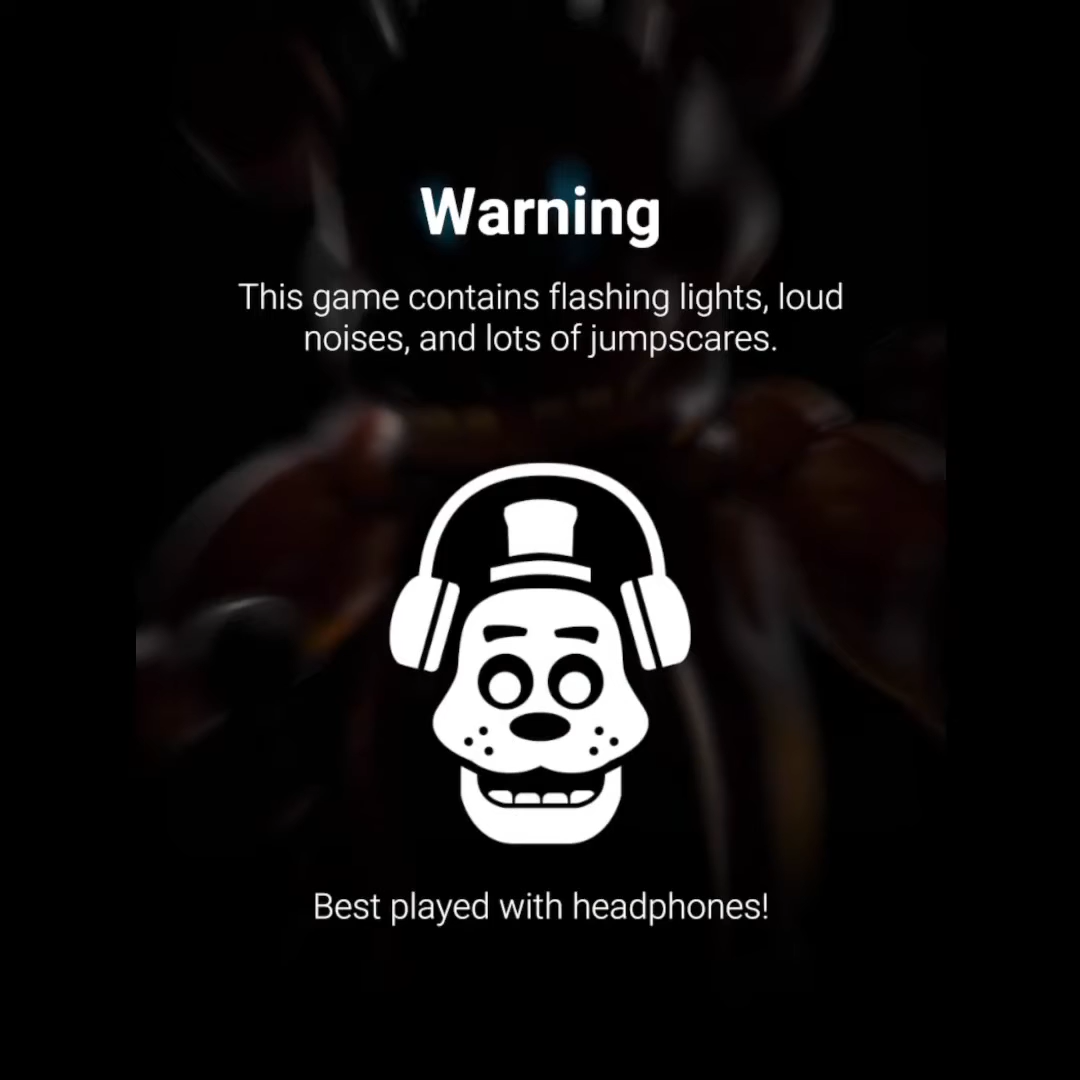 Warning
This game contains flashing lights, loud
noises, and lots of jumpscares.
Best played with headphones!